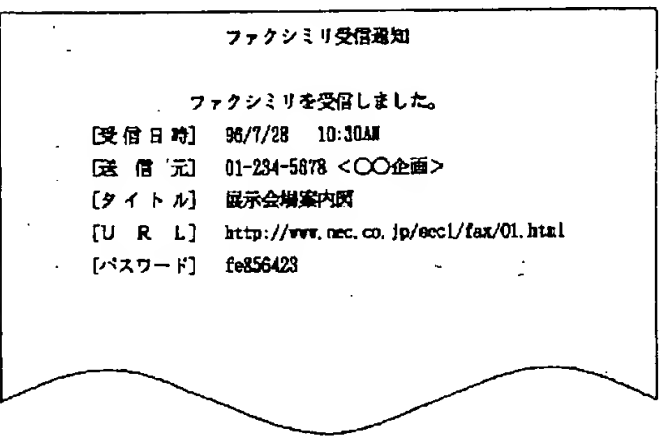 ファクシミリ受信通知
ファクシミリを受信しました。
[受信日時] 96/7/28 10:30AM
[送信元] 01-234-5678 <○○企画>
[タイトル] 展示会場案内図
[URL] http://www.nec.co.jp/eccl/fax/01.html
[パスワード] fe856423